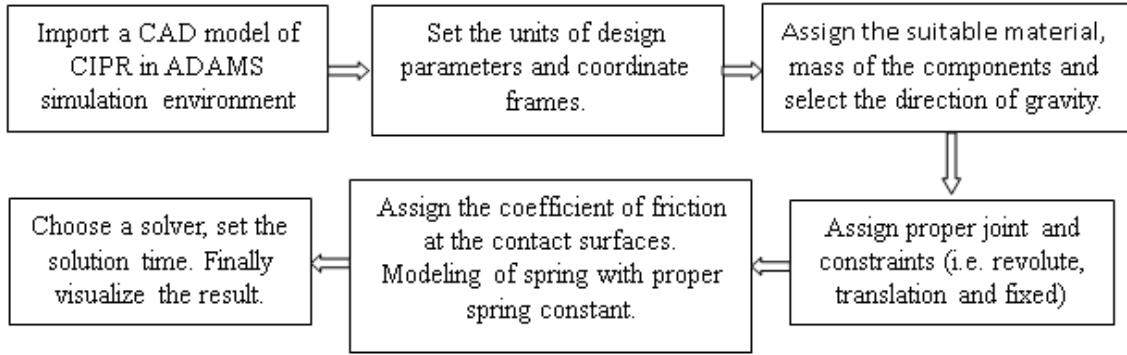 Import a CAD model of
CIPR in ADAMS
simulation environment
Set the units of design
parameters and coordinate
frames.
Assign the suitable material,
mass of the components and
select the direction of gravity.
Assign proper joint and
constraints (i.e. revolute,
translation and fixed)
Assign the coefficient of friction
at the contact surfaces.
Modeling of spring with proper
spring constant.
Choose a solver, set the
solution time. Finally
visualize the result.